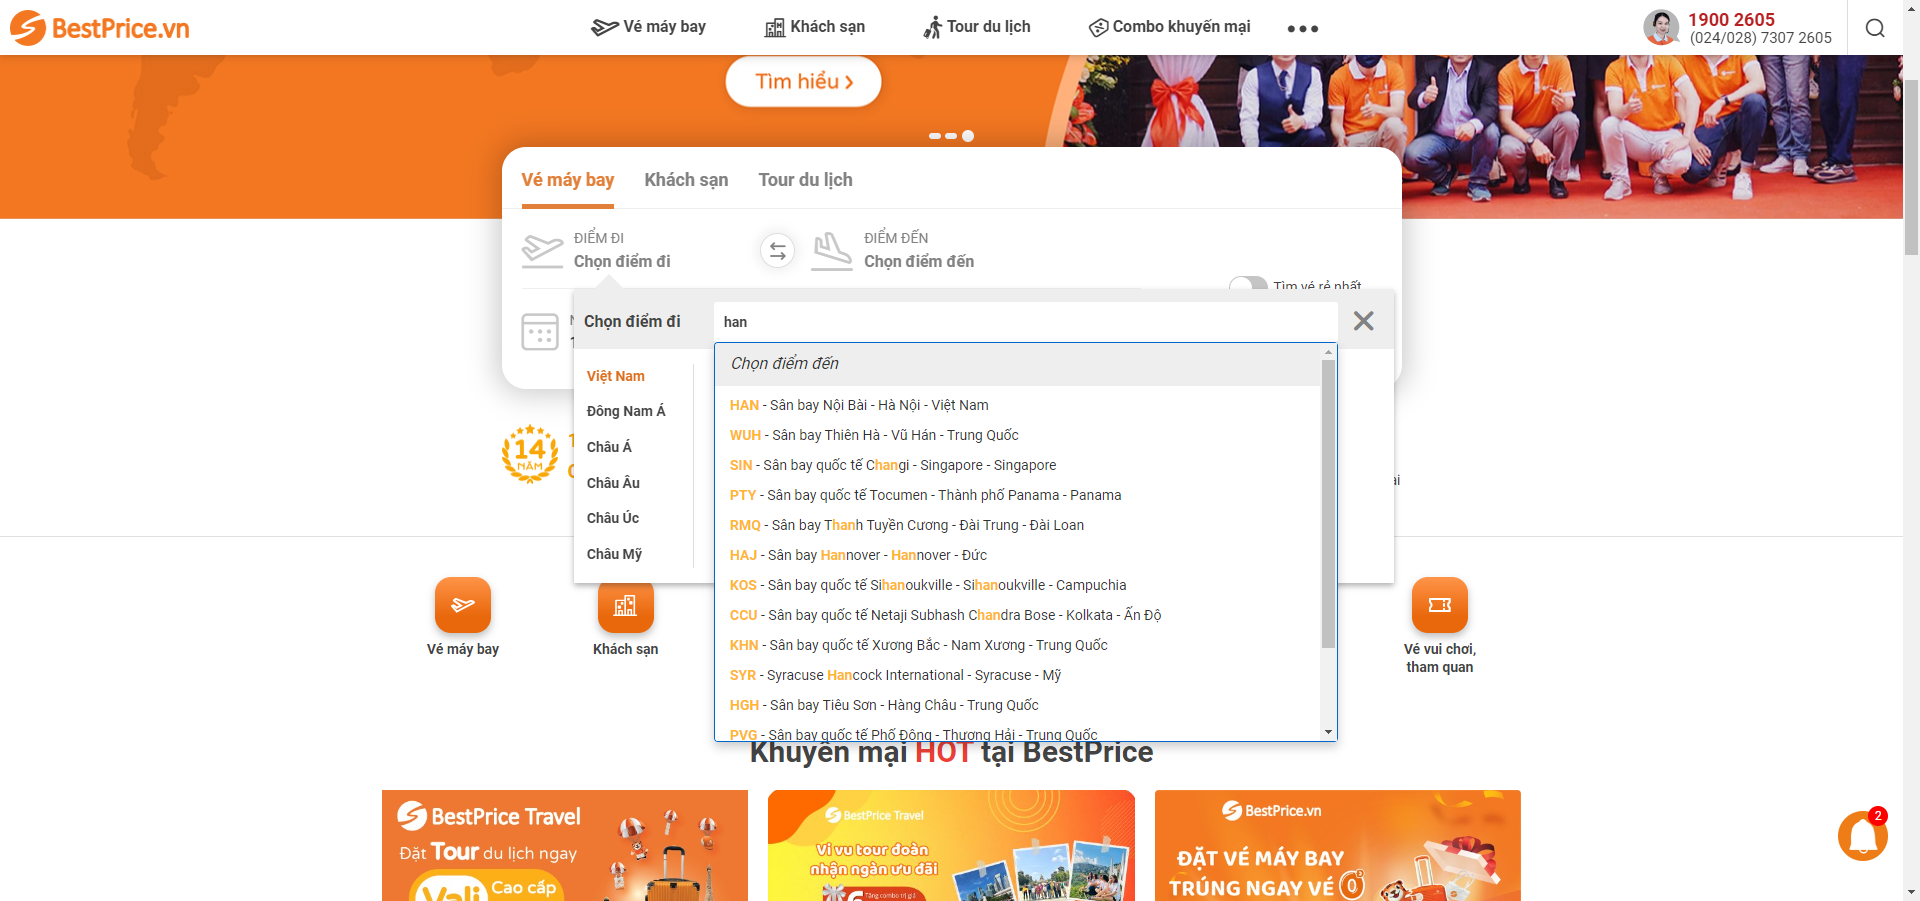 BestPrice.vn
Vé máy bay
Khách sạn
Tour du lịch
Combo khuyến mại
1900 2605
(024/028) 7307 2605
Tìm hiểu
Vé máy bay
Khách sạn
Tour du lịch
ĐIỂM ĐI
Chọn điểm đi
ĐIỂM ĐẾN
Chọn điểm đến
Tìm vé rẻ nhất
Chọn điểm đi
han
Việt Nam
Đông Nam Á
Châu Á
Châu Âu
Châu Úc
Châu Mỹ
Chọn điểm đến
HAN - Sân bay Nội Bài - Hà Nội - Việt Nam
WUH - Sân bay Thiên Hà - Vũ Hán - Trung Quốc
SIN - Sân bay quốc tế Changi - Singapore - Singapore
PTY - Sân bay quốc tế Tocumen - Thành phố Panama - Panama
RMQ - Sân bay Thanh Tuyền Cương - Đài Trung - Đài Loan
HAJ - Sân bay Hannover - Hannover - Đức
KOS - Sân bay quốc tế Sihanoukville - Sihanoukville - Campuchia
CCU - Sân bay quốc tế Netaji Subhash Chandra Bose - Kolkata - Ấn Độ
KHN - Sân bay quốc tế Xương Bắc - Nam Xương - Trung Quốc
SYR - Syracuse Hancock International - Syracuse - Mỹ
HGH - Sân bay Tiêu Sơn - Hàng Châu - Trung Quốc
PVG - Sân bay quốc tế Phố Đông - Thượng Hải - Trung Quốc
14
NĂM
Vé máy bay
Khách sạn
Vé vui chơi,
tham quan
Khuyến mại HOT tại BestPrice
BestPrice Travel
Đặt Tour du lịch ngay
Vali Cao cấp
BestPrice Travel
Vi vu tour đoàn
nhận ngàn ưu đãi
Tặng combo trị giá
BestPrice.vn
ĐẶT VÉ MÁY BAY
TRÚNG NGAY VÉ 0
2